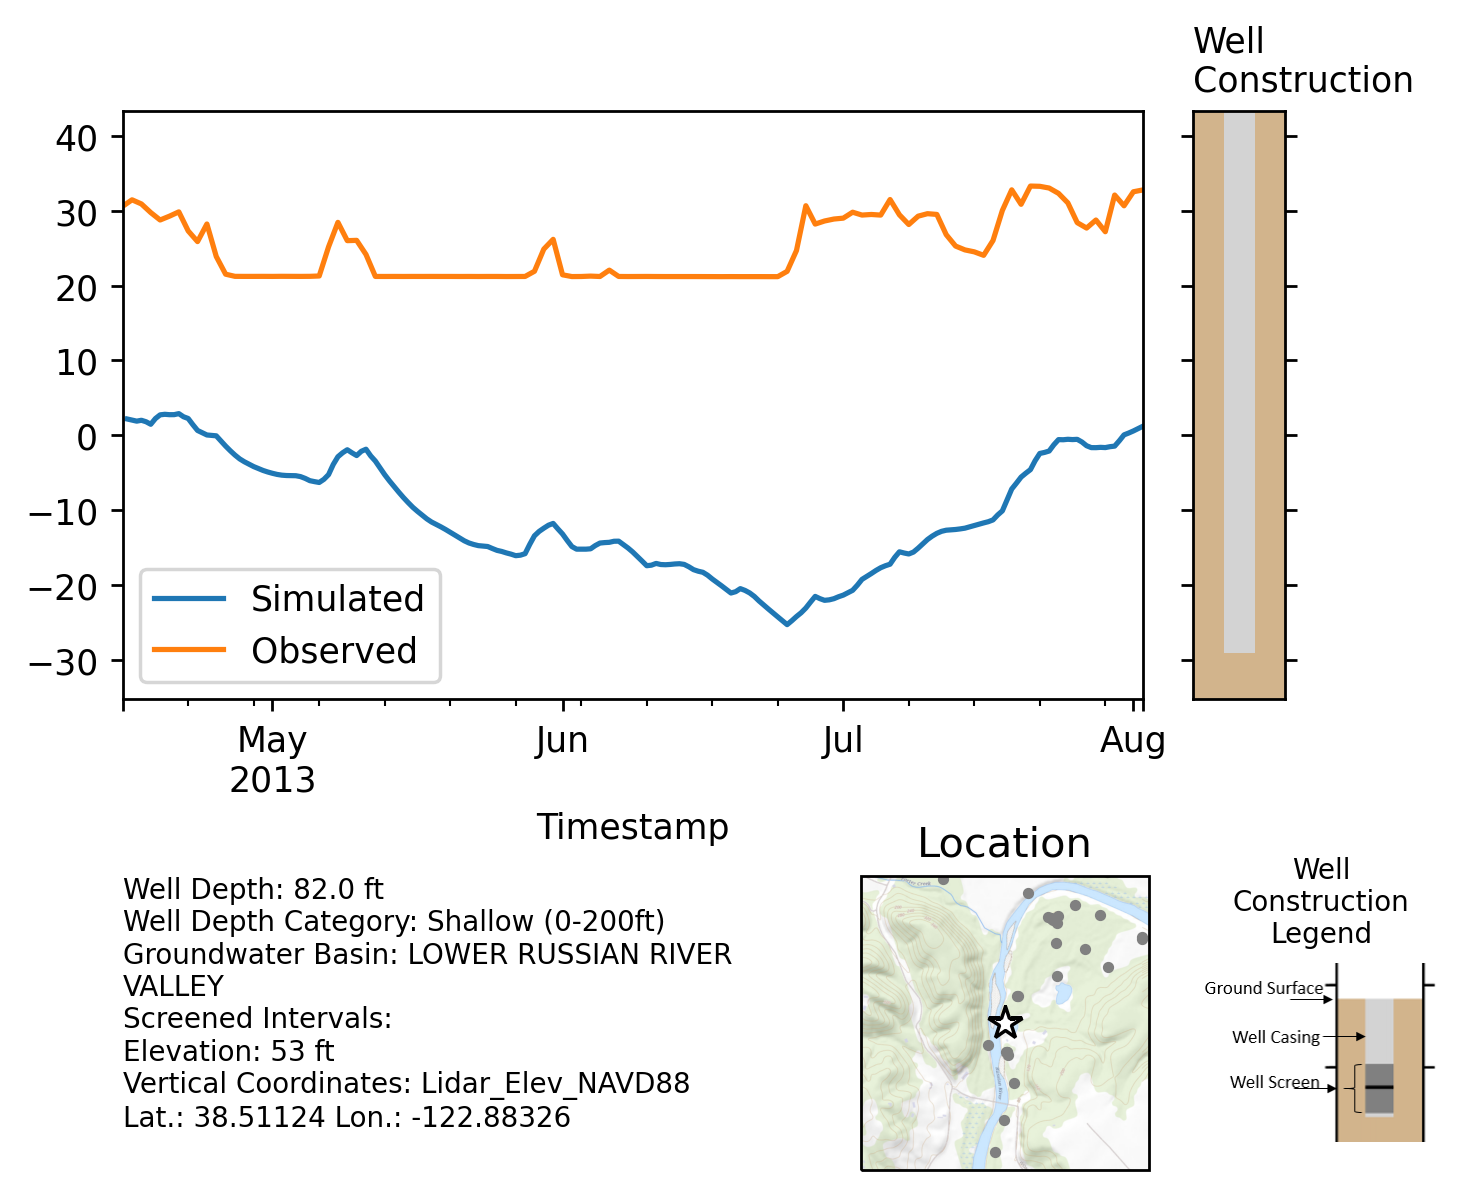 Well
Construction
40
30
20
10
0
−10
−20
−30
Simulated
Observed
May
2013
Jun
Jul
Aug
Timestamp
Well Depth: 82.0 ft
Well Depth Category: Shallow (0-200ft)
Groundwater Basin: LOWER RUSSIAN RIVER
VALLEY
Screened Intervals:
Elevation: 53 ft
Vertical Coordinates: Lidar_Elev_NAVD88
Lat.: 38.51124 Lon.: -122.88326
Location
Well
Construction
Legend
Ground Surface
Well Casing
Well Screen